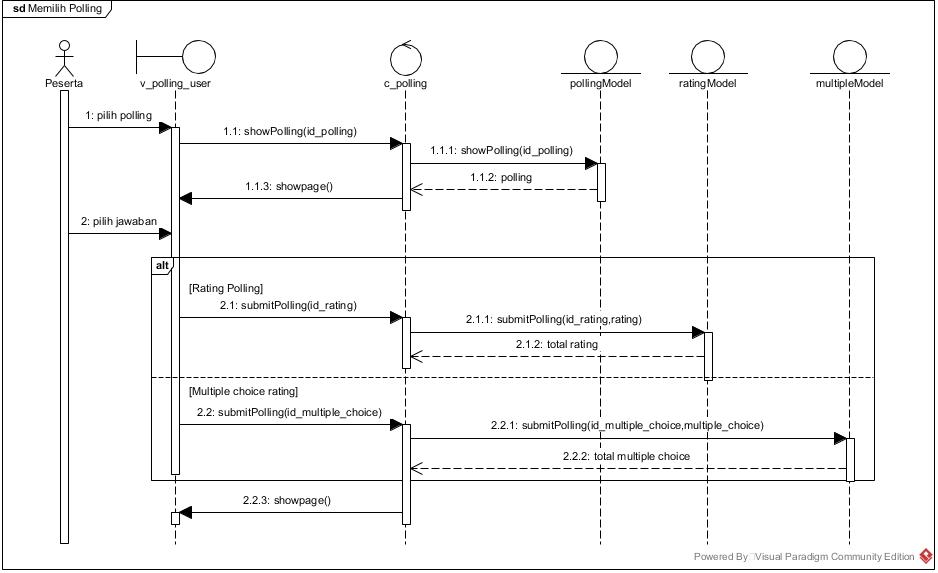 sd Memilih Polling
Peserta
v_polling_user
c_polling
pollingModel
ratingModel
multipleModel
1: pilih polling
1.1: showPolling(id_polling)
1.1.1: showPolling(id_polling)
1.1.2: polling
1.1.3: showpage()
2: pilih jawaban
alt
[Rating Polling]
2.1: submitPolling(id_rating)
2.1.1: submitPolling(id_rating,rating)
2.1.2: total rating
[Multiple choice rating]
2.2: submitPolling(id_multiple_choice)
2.2.1: submitPolling(id_multiple_choice,multiple_choice)
2.2.2: total multiple choice
2.2.3: showpage()
Powered By Visual Paradigm Community Edition